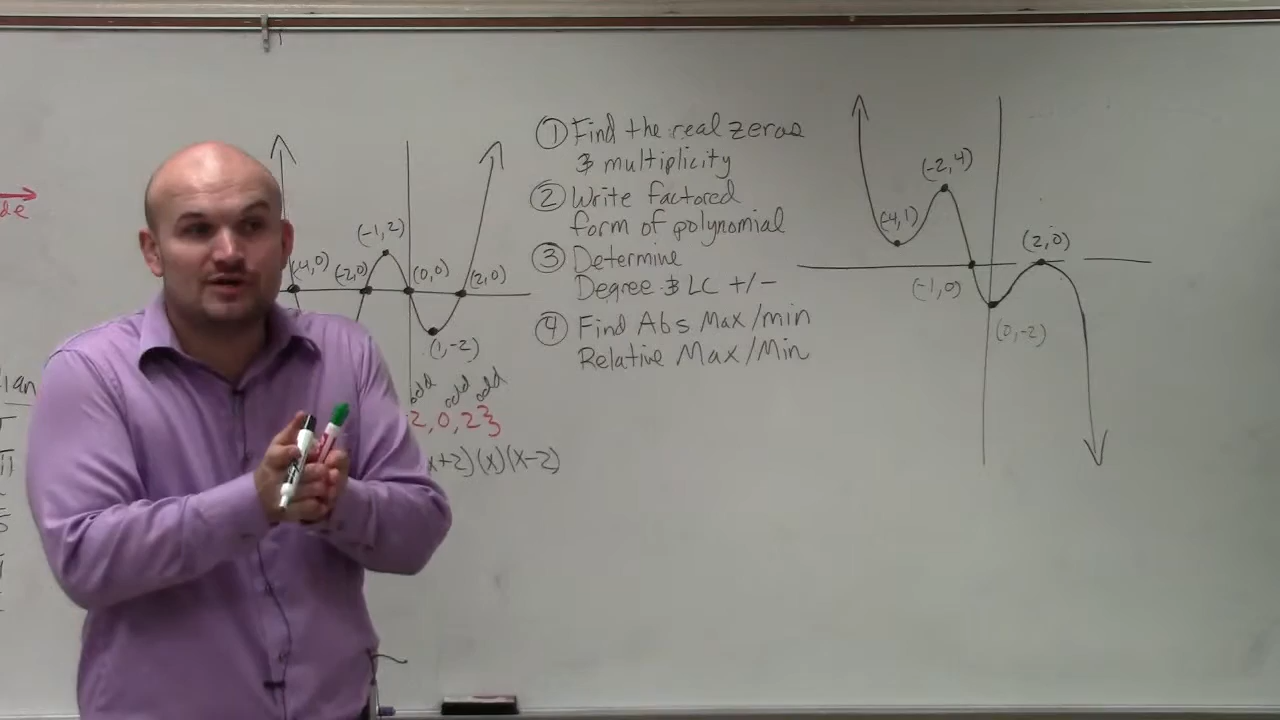 de
ian
(-4,0)
(-2,0)
(-1,2)
(0,0)
(2,0)
(1,-2)
odd odd odd
2,0,2}
x+2)(x)(x-2)
① Find the real zeros
& multiplicity
② Write factored
form of polynomial
③ Determine
Degree & LC +/-
④ Find Abs Max/min
Relative Max/Min
(-2,4)
(-4,1)
(2,0)
(-1,0)
(0,-2)